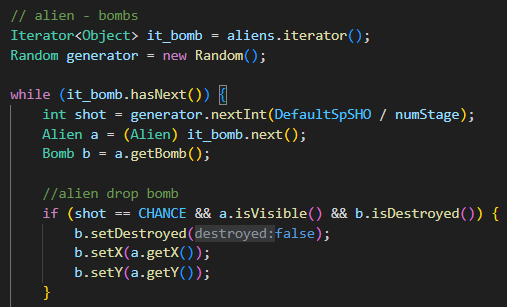 // alien - bombs
Iterator<Object> it_bomb = aliens.iterator();
Random generator = new Random();
while (it_bomb.hasNext()) {
int shot = generator.nextInt(DefaultSpSHO / numStage);
Alien a = (Alien) it_bomb.next();
Bomb b = a.getBomb();
//alien drop bomb
if (shot == CHANCE && a.isVisible() && b.isDestroyed()) {
b.setDestroyed(destroyed:false);
b.setX(a.getX());
b.setY(a.getY());
}